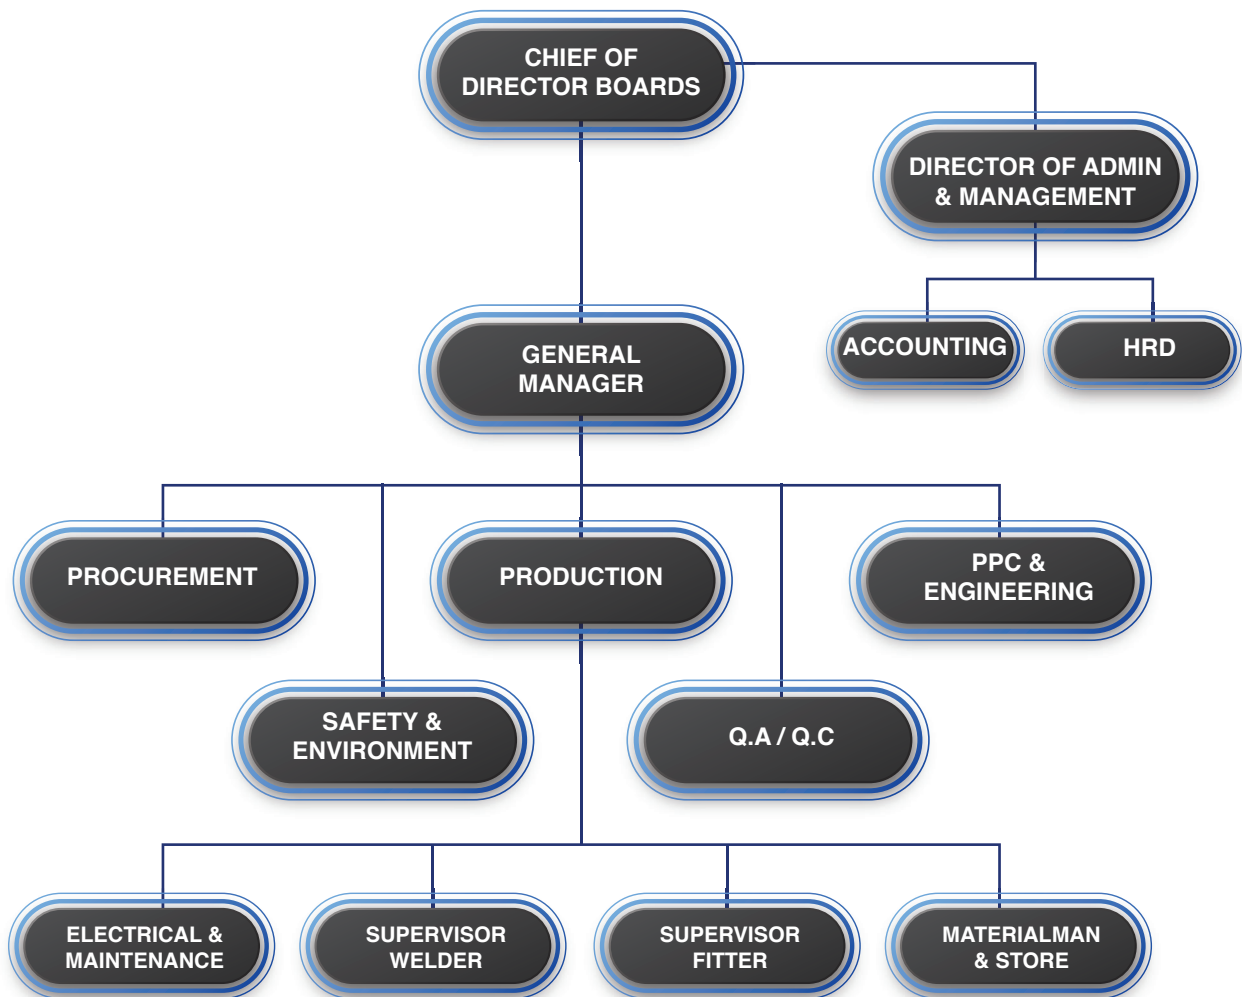 CHIEF OF
DIRECTOR BOARDS
DIRECTOR OF ADMIN
& MANAGEMENT
ACCOUNTING
HRD
GENERAL
MANAGER
PROCUREMENT
PRODUCTION
PPC &
ENGINEERING
SAFETY &
ENVIRONMENT
Q.A / Q.C
ELECTRICAL &
MAINTENANCE
SUPERVISOR
WELDER
SUPERVISOR
FITTER
MATERIALMAN
& STORE